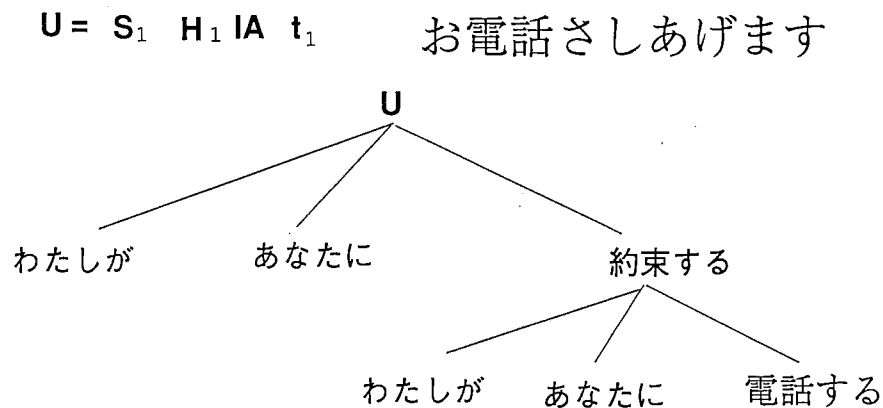 U = S₁ H₁ IA t₁ お電話さしあげます
U
わたしが あなたに 約束する
わたしが あなたに 電話する